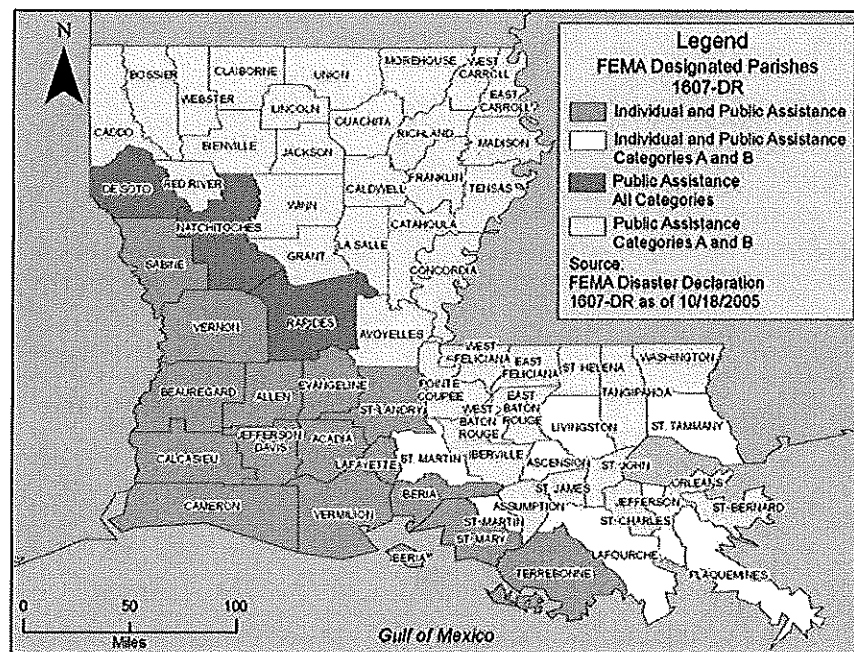 N
Legend
FEMA Designated Parishes
1607-DR
Individual and Public Assistance
Individual and Public Assistance
Categories A and B
Public Assistance
All Categories
Public Assistance
Categories A and B
Source:
FEMA Disaster Declaration
1607-DR as of 10/18/2005
CADDO
BOSSIER
WEBSTER
CLAIBORNE
UNION
MOREHOUSE
WEST
CARROLL
EAST
CARROLL
LINCOLN
OUACHITA
RICHLAND
MADISON
BIENVILLE
JACKSON
DE SOTO
RED RIVER
CALDWELL
FRANKLIN
TENSAS
WINN
NATCHITOCHES
SABINE
GRANT
LA SALLE
CATAHOULA
CONCORDIA
VERNON
RAPIDES
AVOYELLES
WEST
FELICIANA
EAST
FELICIANA
ST. HELENA
WASHINGTON
TANGIPAHOA
BEAUREGARD
ALLEN
EVANGELINE
ST. LANDRY
POINTE
COUPEE
WEST
BATON
ROUGE
EAST
BATON
ROUGE
LIVINGSTON
ST. TAMMANY
CALCASIEU
JEFFERSON
DAVIS
ACADIA
LAFAYETTE
ST. MARTIN
IBERVILLE
ASCENSION
ST. JOHN
ORLEANS
CAMERON
VERMILION
IBERIA
ST. MARTIN
ST. MARY
ASSUMPTION
ST. JAMES
ST. CHARLES
JEFFERSON
ST. BERNARD
IBERIA
TERREBONNE
LAFOURCHE
PLAQUEMINES
0 50 100
Miles
Gulf of Mexico